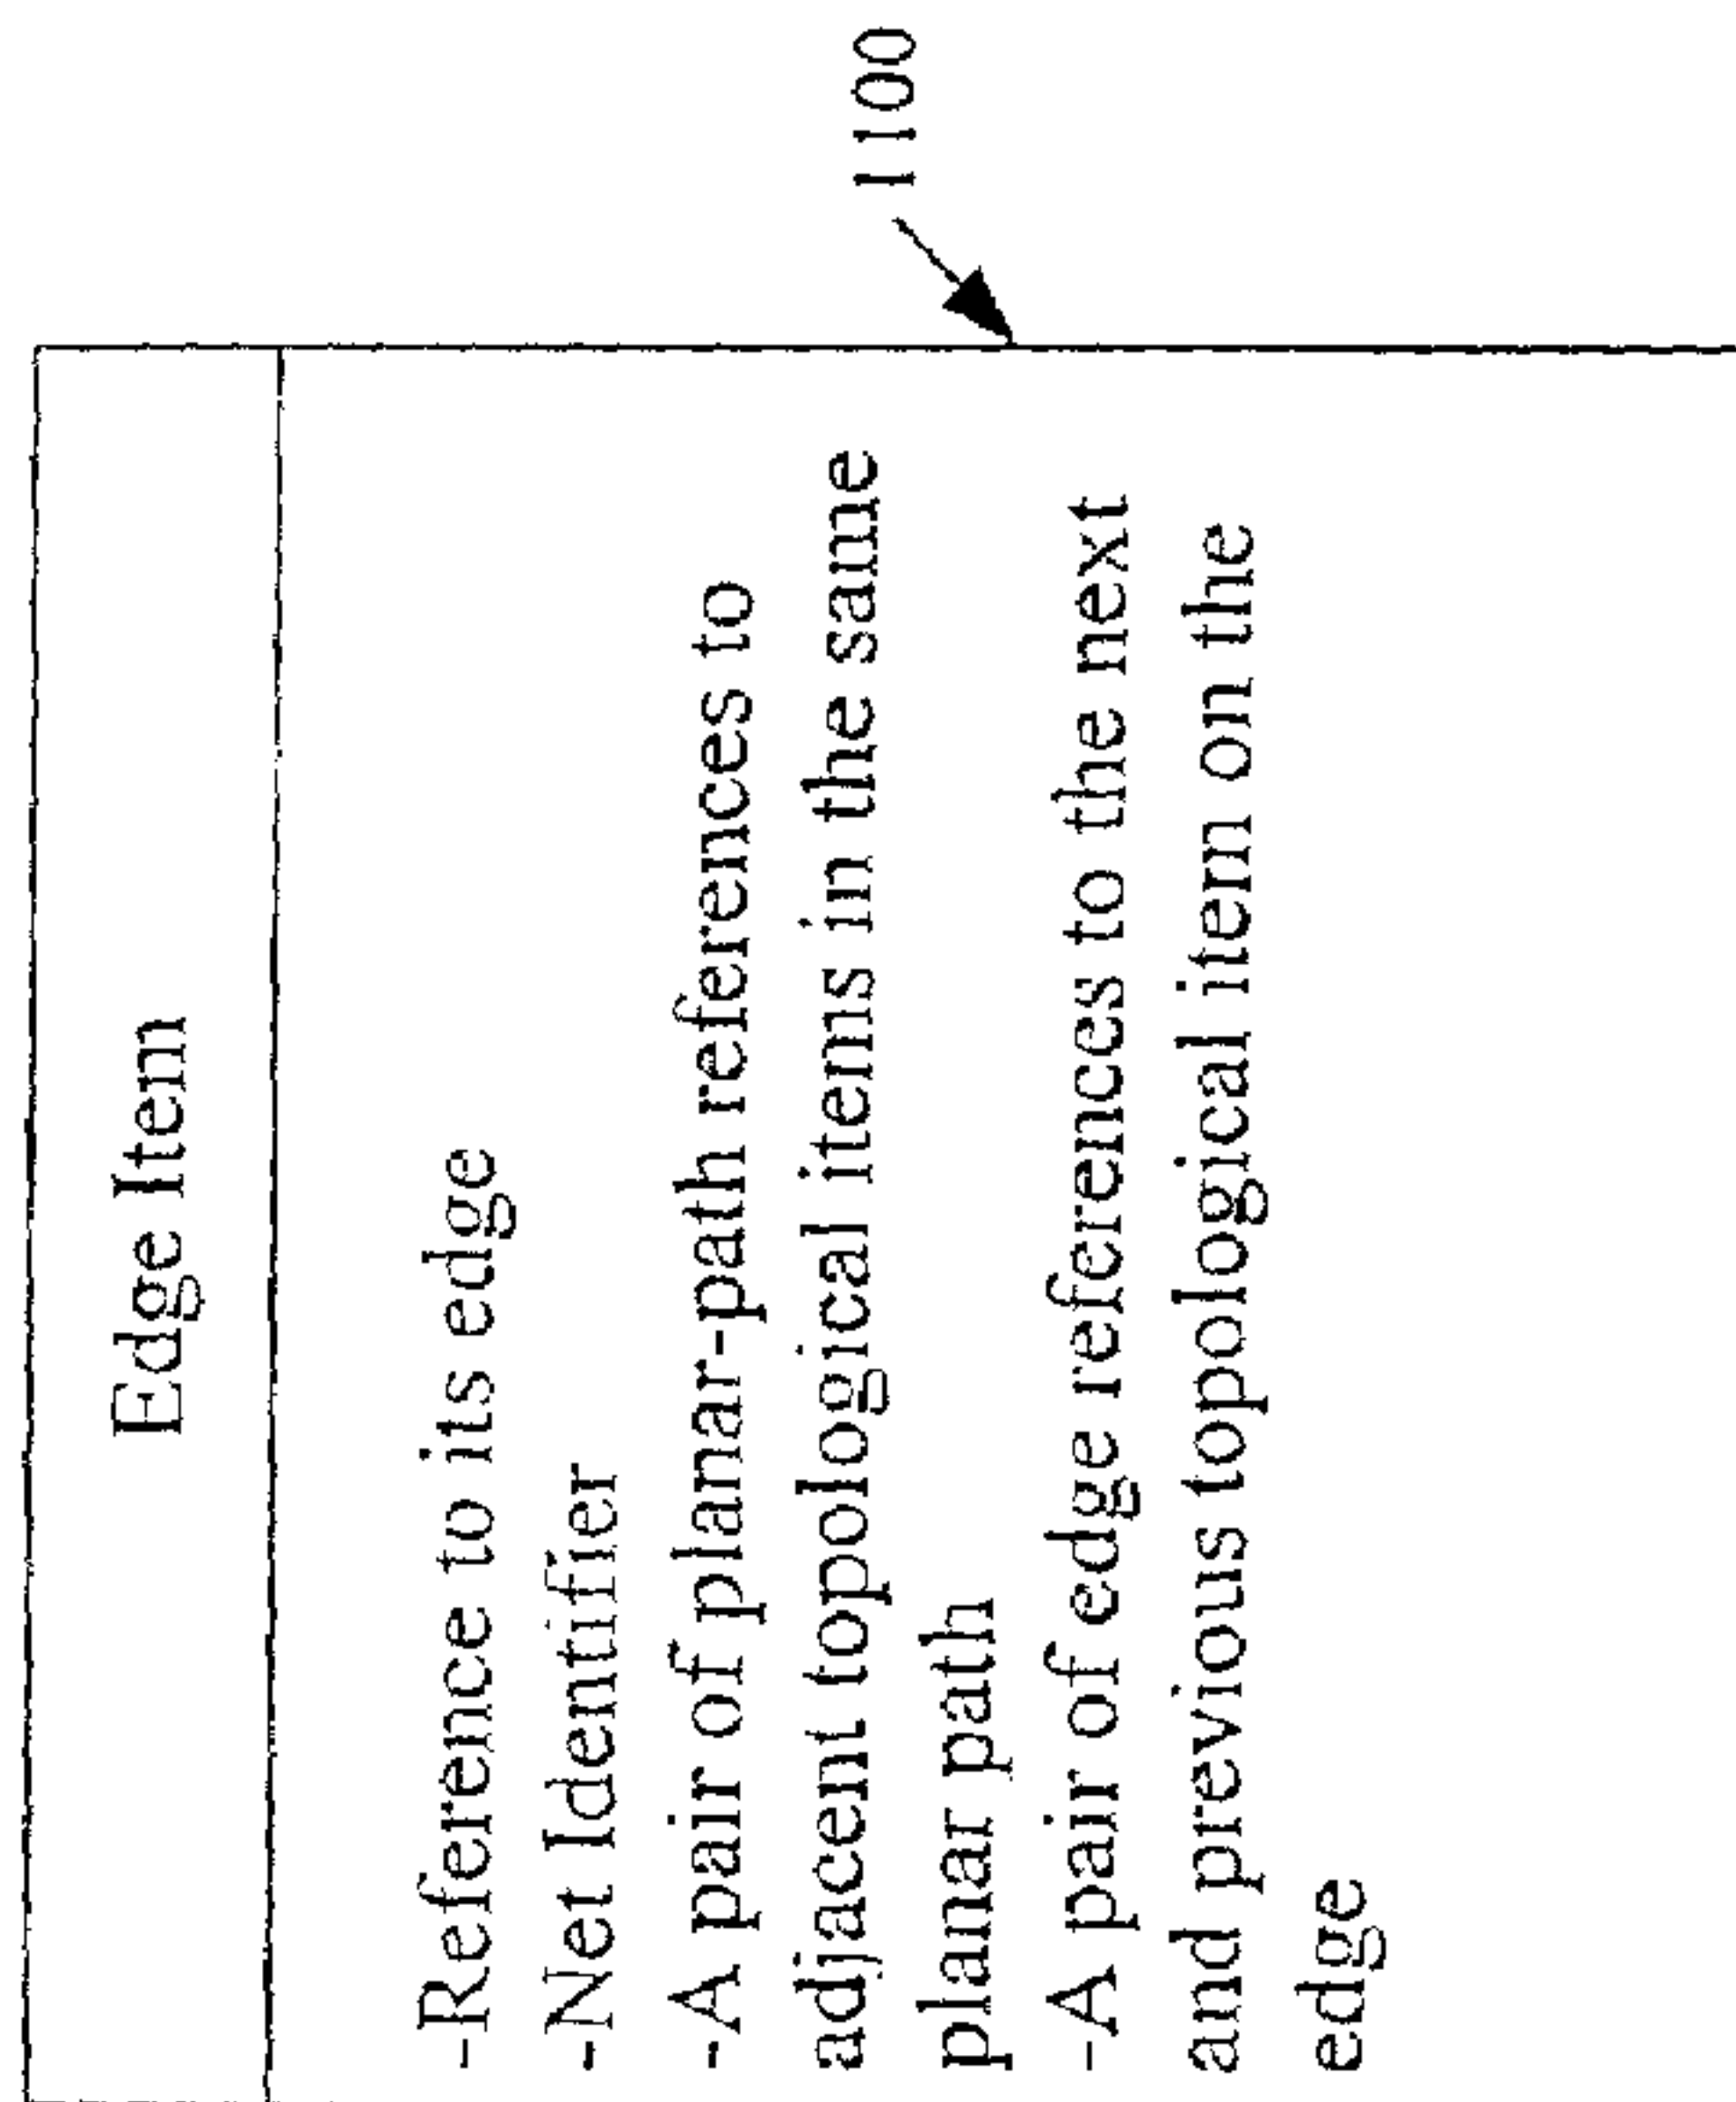 Edge Item
-Reference to its edge
-Net Identifier
-A pair of planar-path references to
adjacent topological items in the same
planar path
-A pair of edge references to the next
and previous topological item on the
edge
1100